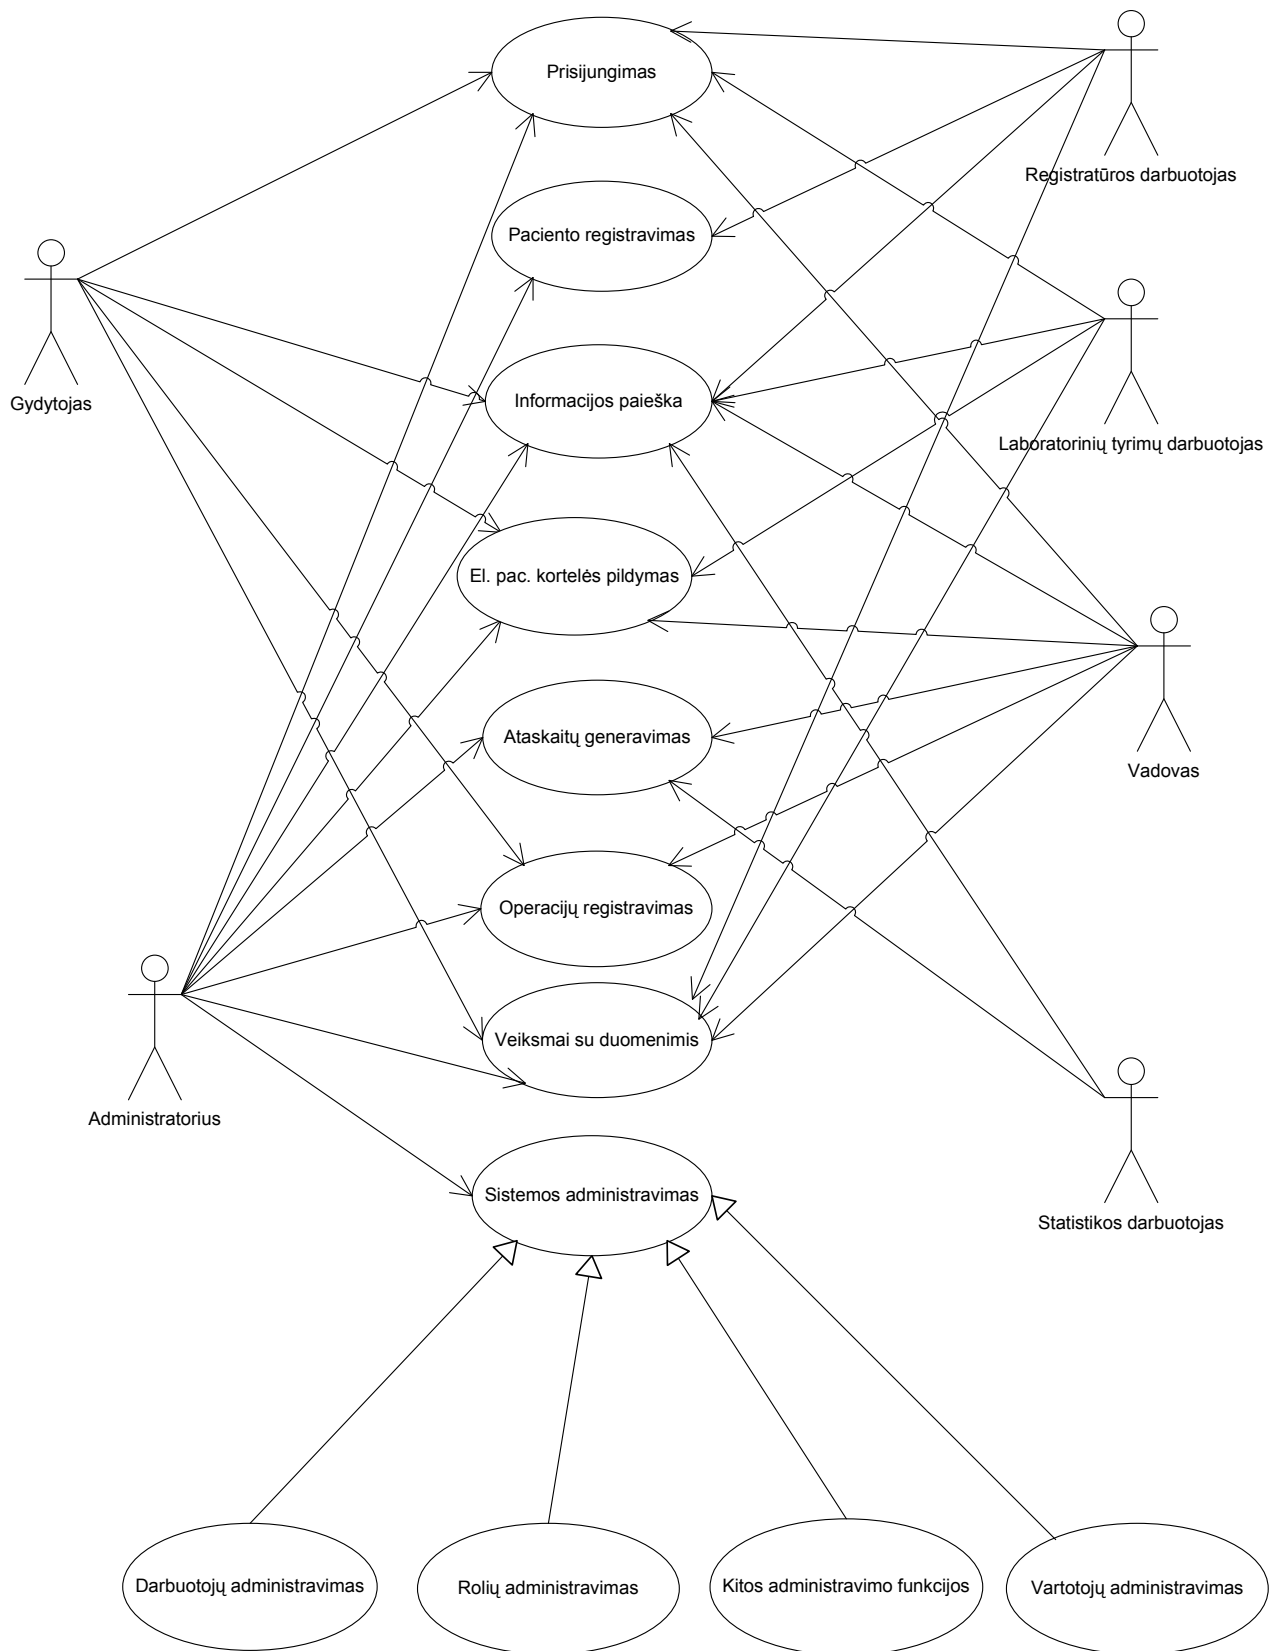 Prisijungimas
Registratūros darbuotojas
Paciento registravimas
Gydytojas
Informacijos paieška
Laboratorinių tyrimų darbuotojas
El. pac. kortelės pildymas
Ataskaitų generavimas
Vadovas
Operacijų registravimas
Veiksmai su duomenimis
Administratorius
Sistemos administravimas
Statistikos darbuotojas
Darbuotojų administravimas
Rolių administravimas
Kitos administravimo funkcijos
Vartotojų administravimas